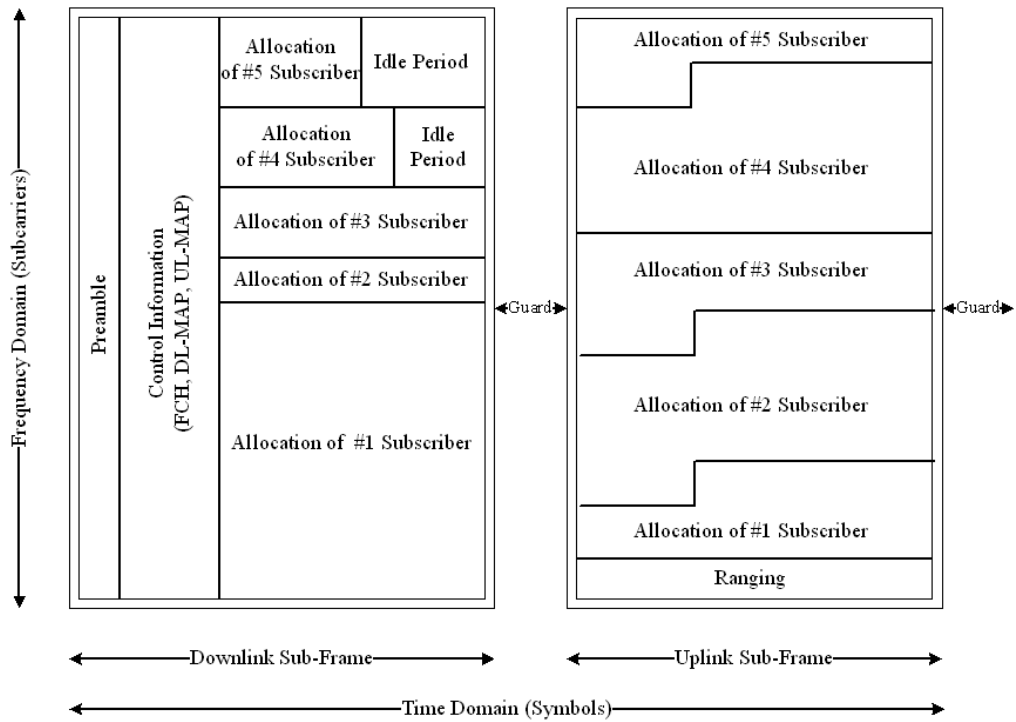 Frequency Domain (Subcarriers)
Preamble
Control Information
(FCH, DL-MAP, UL-MAP)
Allocation
of #5 Subscriber
Idle Period
Allocation
of #4 Subscriber
Idle
Period
Allocation of #3 Subscriber
Allocation of #2 Subscriber
Allocation of #1 Subscriber
Guard
Allocation of #5 Subscriber
Allocation of #4 Subscriber
Allocation of #3 Subscriber
Allocation of #2 Subscriber
Allocation of #1 Subscriber
Ranging
Guard
Downlink Sub-Frame
Uplink Sub-Frame
Time Domain (Symbols)